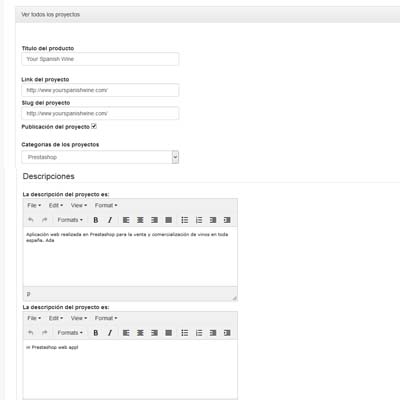 Ver todos los proyectos
Titulo del producto
Your Spanish Wine
Link del proyecto
http://www.yourspanishwine.com/
Slug del proyecto
http://www.yourspanishwine.com/
Publicación del proyecto
Categorias de los proyectos
Prestashop
Descripciones
La descripción del proyecto es:
File Edit View Format
Formats B I
Aplicación web realizada en Prestashop para la venta y comercialización de vinos en toda
españa. Ada
p
La descripción del proyecto es:
File Edit View Format
Formats B I
in Prestashop web appl